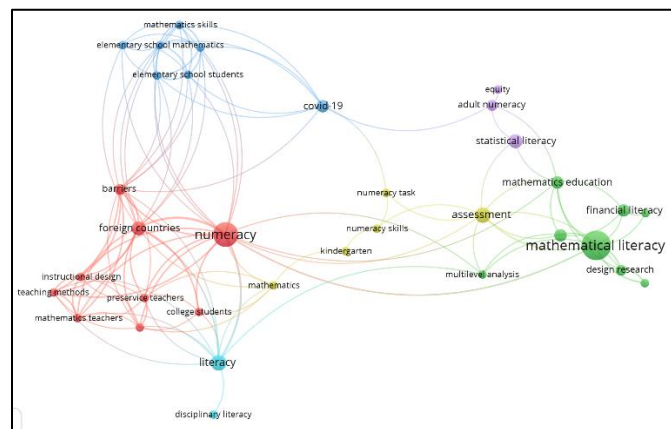 mathematics skills
elementary school mathematics
elementary school students
covid-19
equity
adult numeracy
statistical literacy
barriers
numeracy task
mathematics education
foreign countries
numeracy
assessment
financial literacy
numeracy skills
mathematical literacy
kindergarten
instructional design
multilevel analysis
design research
teaching methods
preservice teachers
mathematics
mathematics teachers
college students
literacy
disciplinary literacy